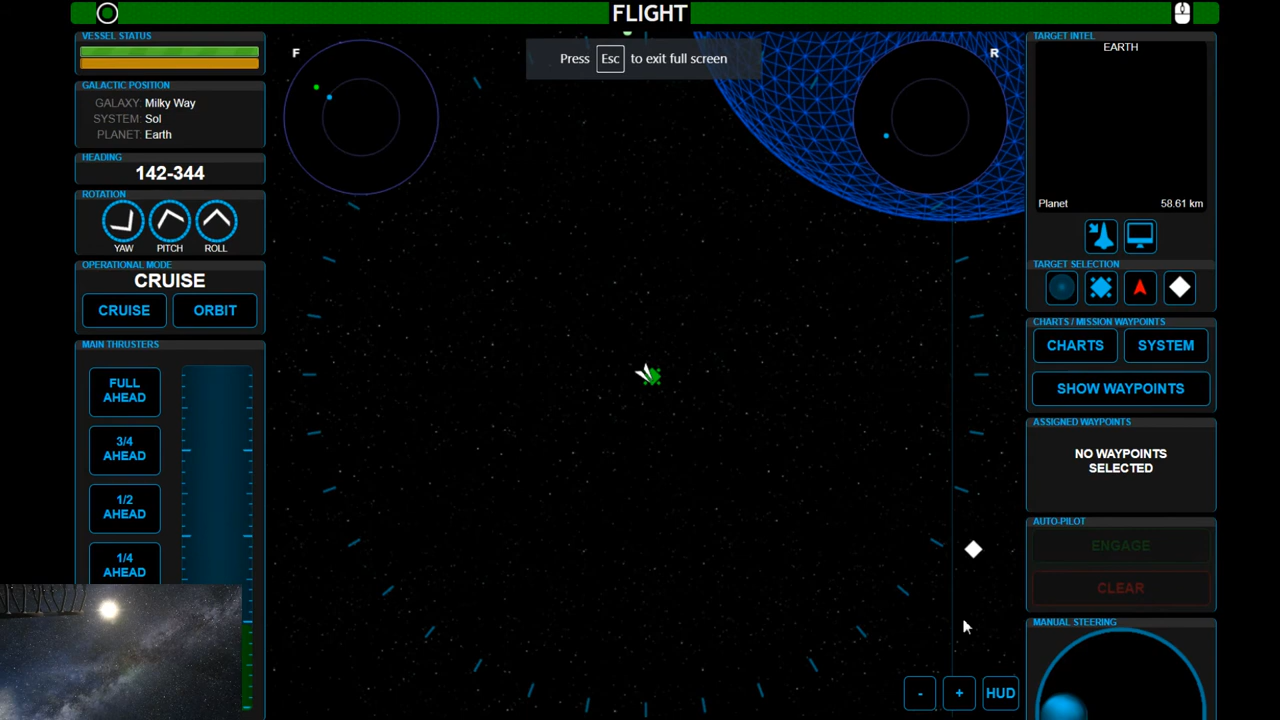 FLIGHT
VESSEL STATUS
GALACTIC POSITION
GALAXY: Milky Way
SYSTEM: Sol
PLANET: Earth
HEADING
142-344
ROTATION
YAW PITCH ROLL
OPERATIONAL MODE
CRUISE
CRUISE ORBIT
MAIN THRUSTERS
FULL
AHEAD
3/4
AHEAD
1/2
AHEAD
1/4
AHEAD
F
Press Esc to exit full screen
R
- + HUD
TARGET INTEL
EARTH
Planet 58.61 km
TARGET SELECTION
CHARTS / MISSION WAYPOINTS
CHARTS SYSTEM
SHOW WAYPOINTS
ASSIGNED WAYPOINTS
NO WAYPOINTS
SELECTED
AUTO-PILOT
ENGAGE
CLEAR
MANUAL STEERING